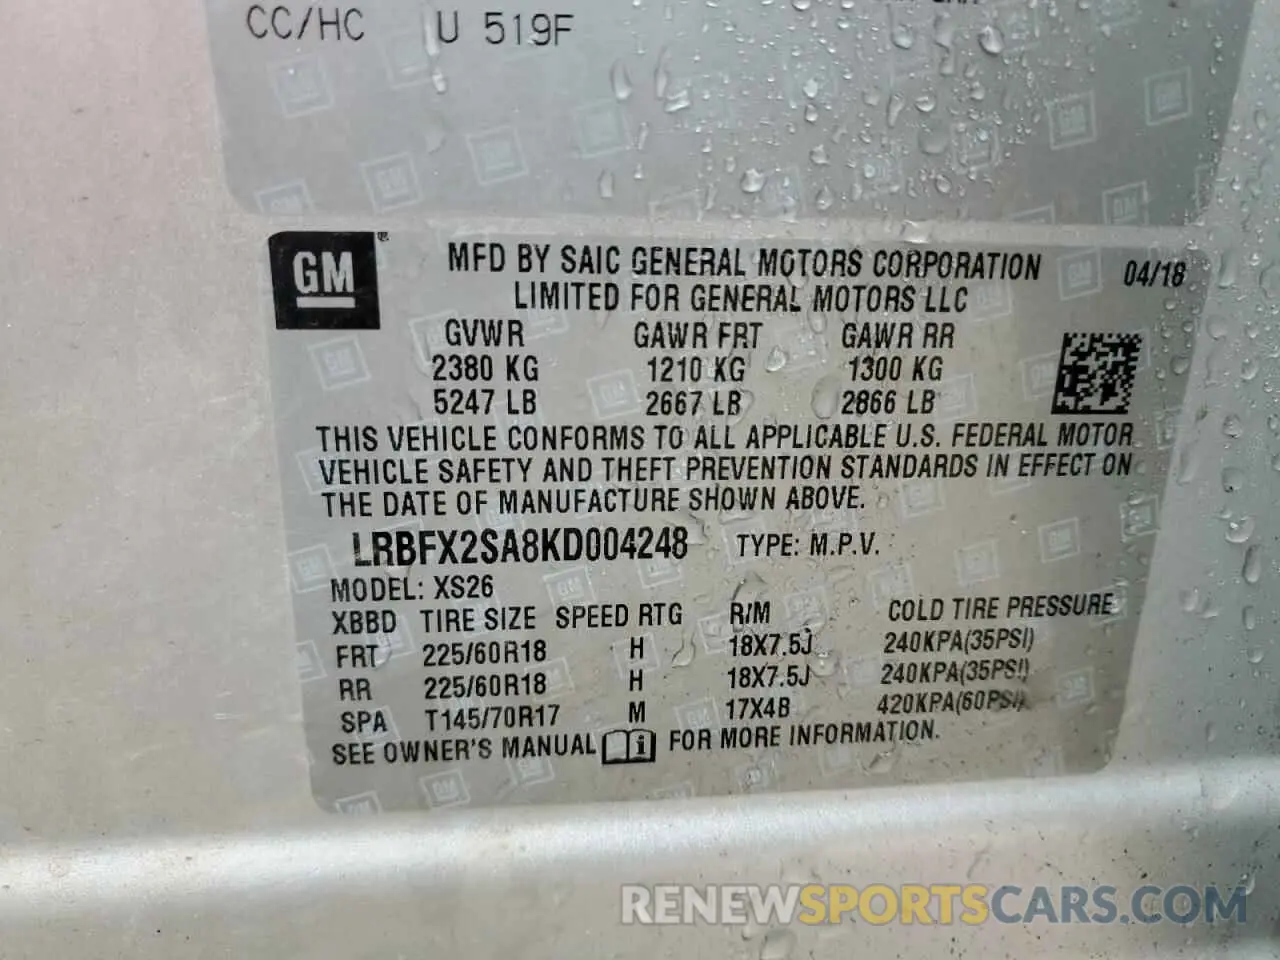 CC/HC U 519F
GM
MFD BY SAIC GENERAL MOTORS CORPORATION 04/18
LIMITED FOR GENERAL MOTORS LLC
GVWR GAWR FRT GAWR RR
2380 KG 1210 KG 1300 KG
5247 LB 2667 LB 2866 LB
THIS VEHICLE CONFORMS TO ALL APPLICABLE U.S. FEDERAL MOTOR
VEHICLE SAFETY AND THEFT PREVENTION STANDARDS IN EFFECT ON
THE DATE OF MANUFACTURE SHOWN ABOVE.
LRBFX2SA8KD004248 TYPE: M.P.V.
MODEL: XS26
XBBD TIRE SIZE SPEED RTG R/M COLD TIRE PRESSURE
FRT 225/60R18 H 18X7.5J 240KPA(35PSI)
RR 225/60R18 H 18X7.5J 240KPA(35PSI)
SPA T145/70R17 M 17X4B 420KPA(60PSI)
SEE OWNER'S MANUAL FOR MORE INFORMATION.
RENEWSPORTSCARS.COM